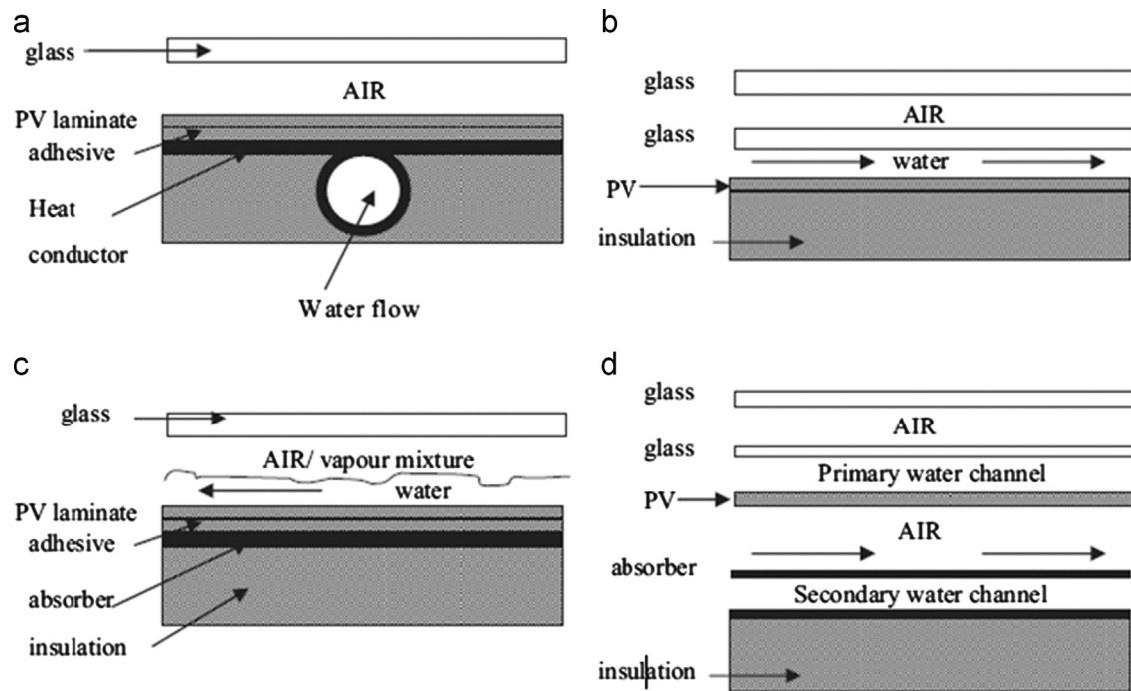 a
glass
AIR
PV laminate
adhesive
Heat
conductor
Water flow
b
glass
AIR
glass
water
PV
insulation
c
glass
AIR/ vapour mixture
water
PV laminate
adhesive
absorber
insulation
d
glass
AIR
glass
Primary water channel
PV
AIR
absorber
Secondary water channel
insulation